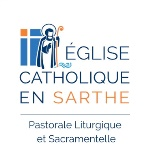 ÉGLISE
CATHOLIQUE
EN SARTHE
Pastorale Liturgique
et Sacramentelle